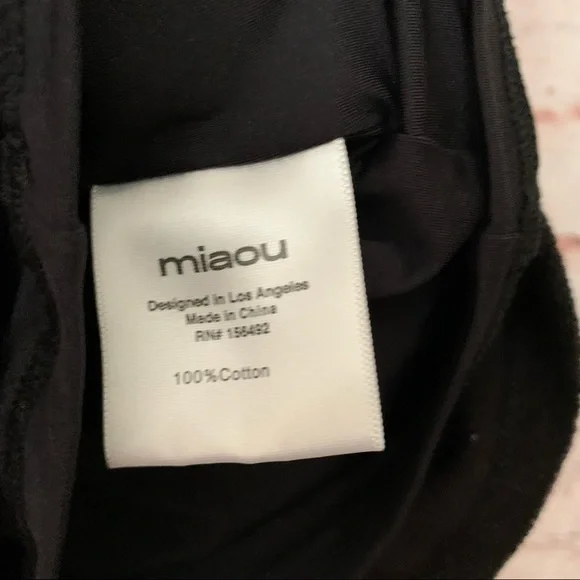 miaou
Designed in Los Angeles
Made in China
RN# 156492
100%Cotton